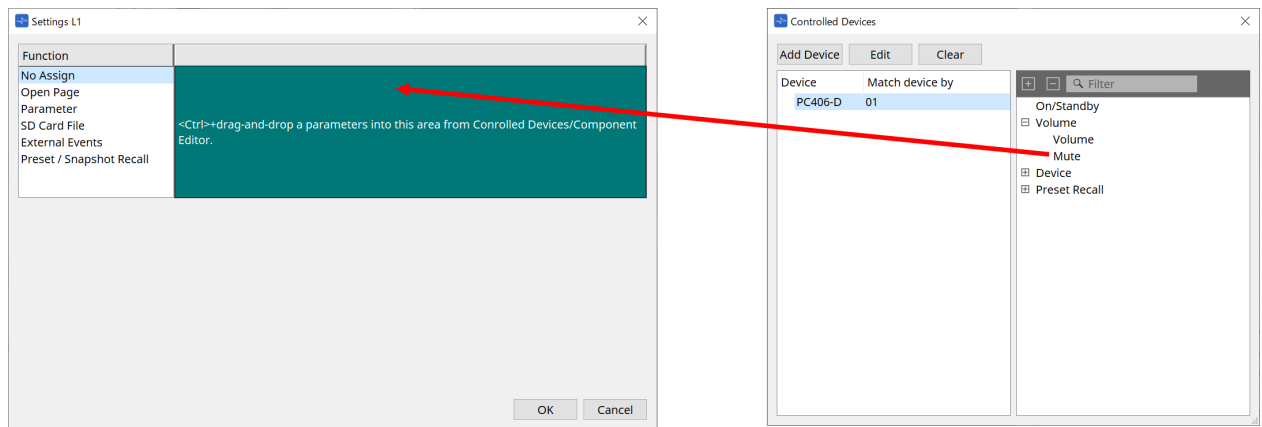 Settings L1
Function
No Assign
Open Page
Parameter
SD Card File
External Events
Preset / Snapshot Recall
<Ctrl>+drag-and-drop a parameters into this area from Conrolled Devices/Component
Editor.
OK Cancel
Controlled Devices
Add Device Edit Clear
Device Match device by
PC406-D 01
Filter
On/Standby
Volume
Volume
Mute
Device
Preset Recall